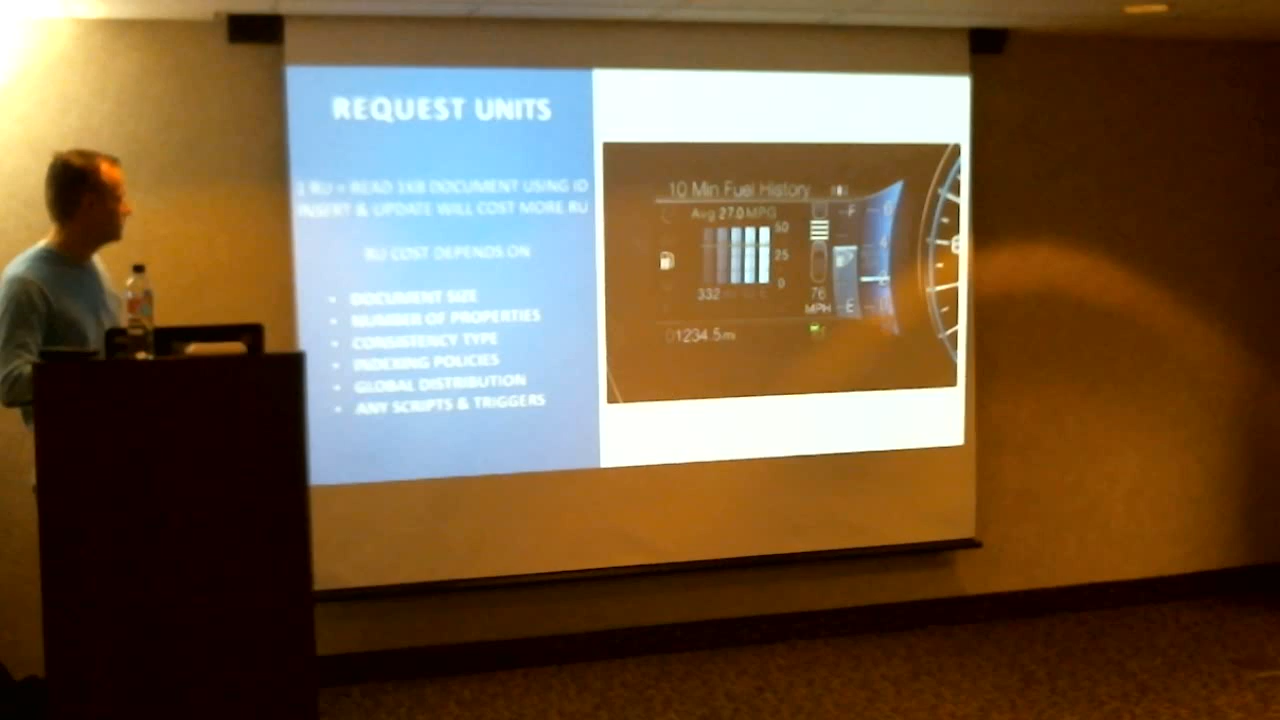 REQUEST UNITS
1 RU = READ 1KB DOCUMENT USING ID
INSERT & UPDATE WILL COST MORE RU
RU COST DEPENDS ON
• DOCUMENT SIZE
• NUMBER OF PROPERTIES
• CONSISTENCY TYPE
• INDEXING POLICIES
• GLOBAL DISTRIBUTION
• ANY SCRIPTS & TRIGGERS
10 Min Fuel History
Avg 27.0 MPG
50
25
0
332
76
MPH
01234.5 mi
F
E